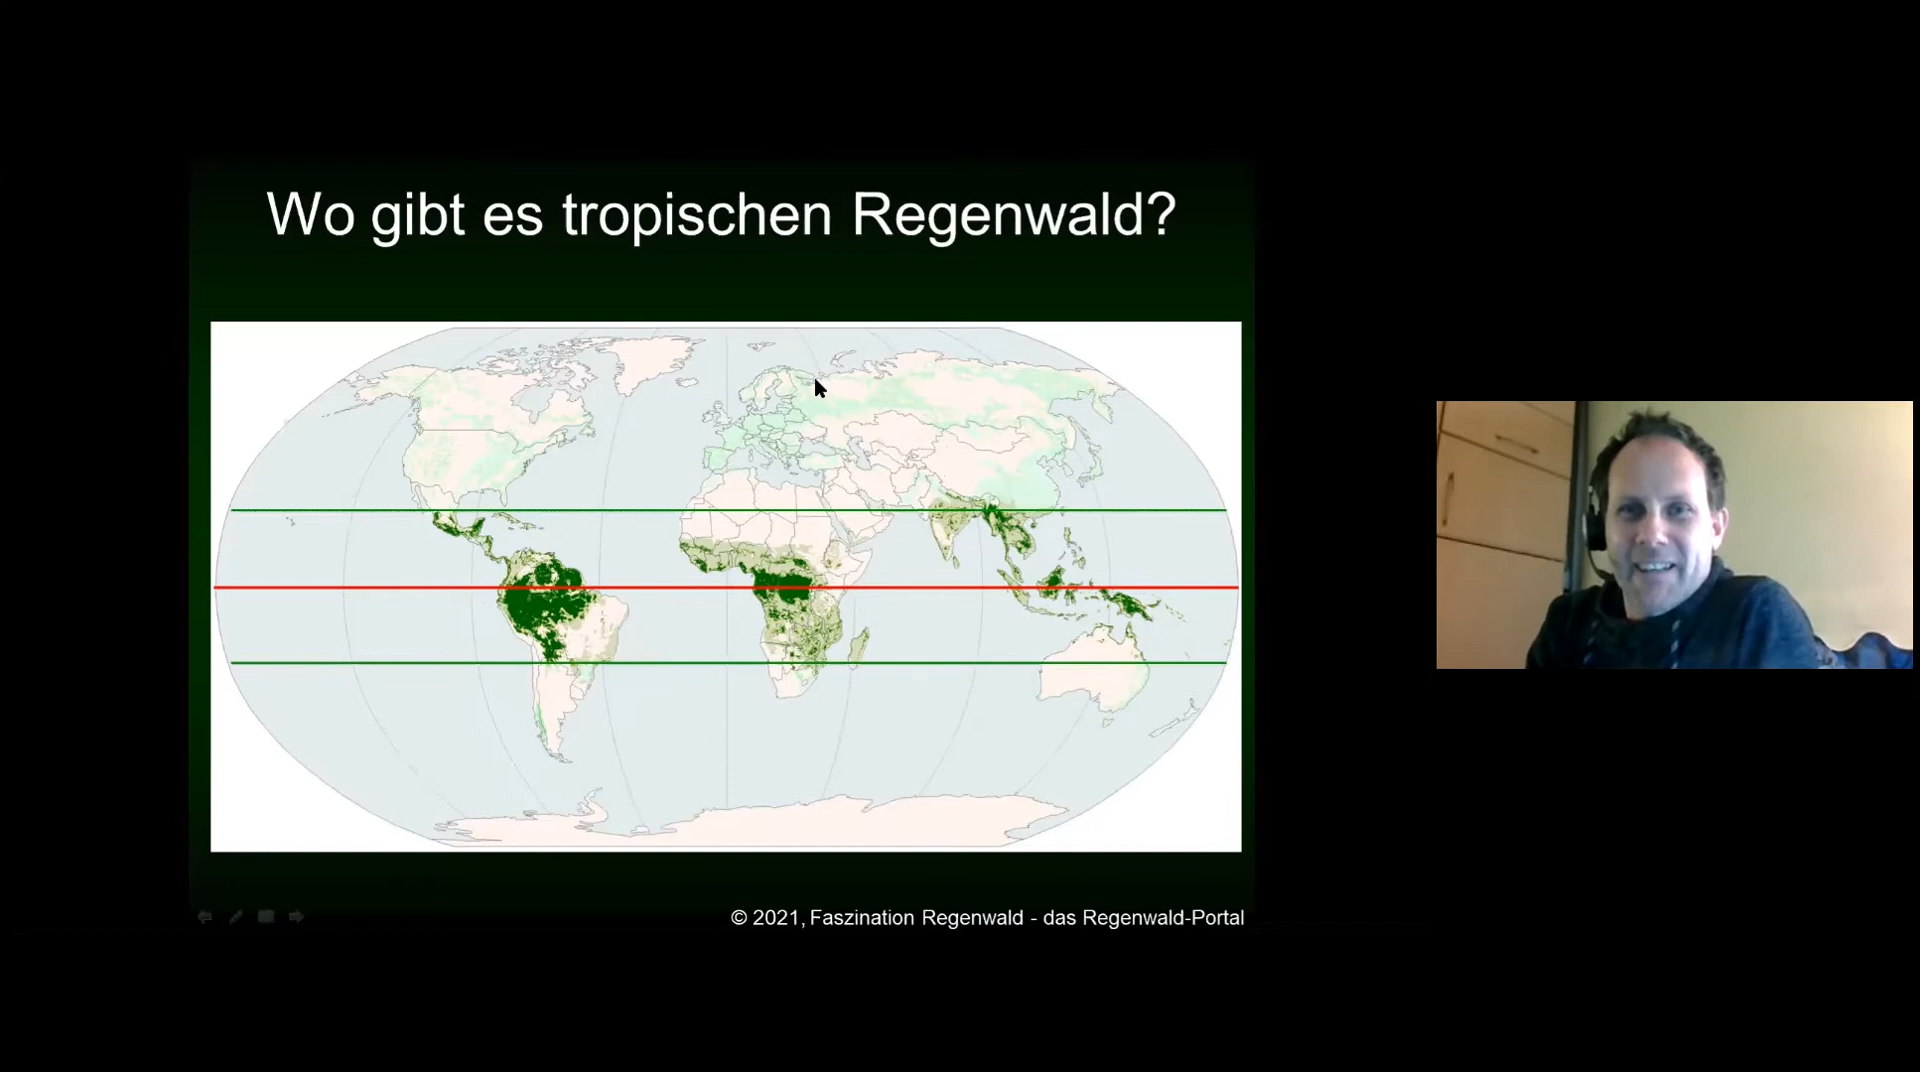 Wo gibt es tropischen Regenwald?
© 2021, Faszination Regenwald - das Regenwald-Portal